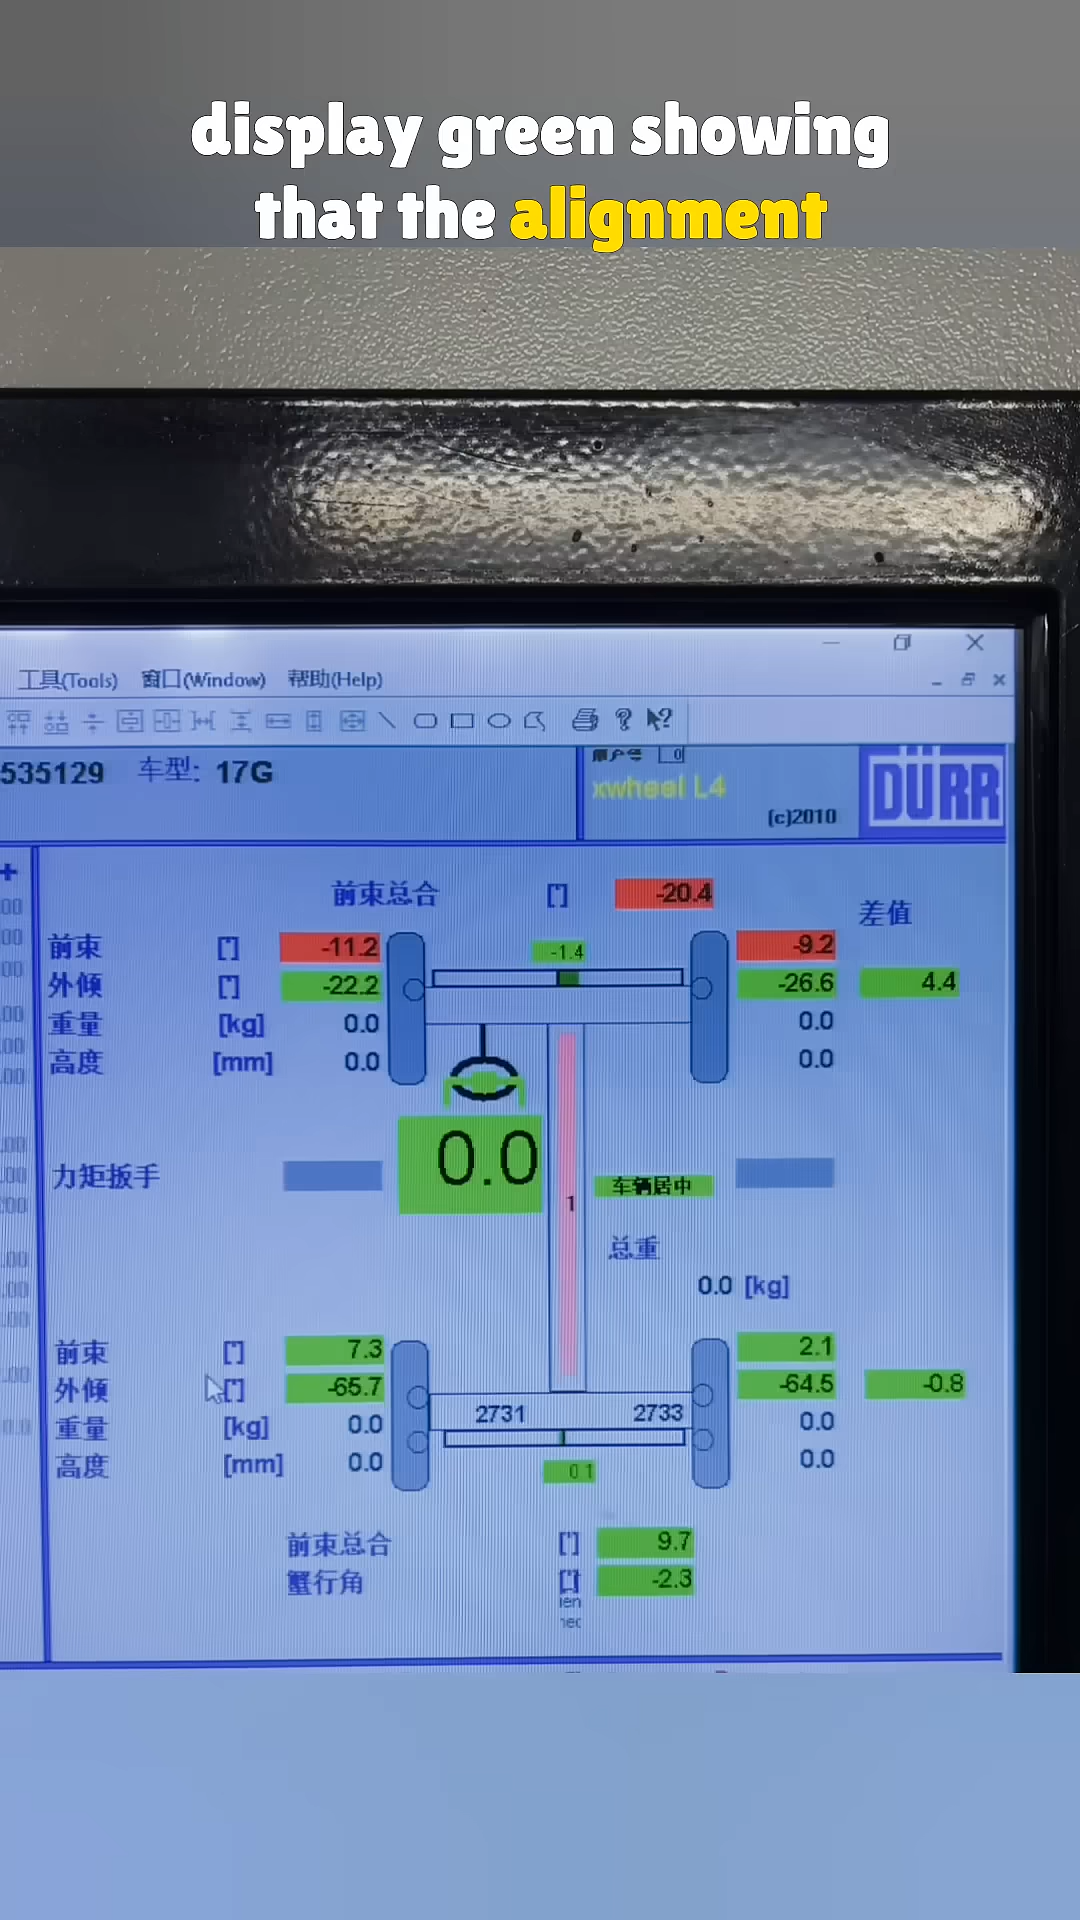 display green showing
that the alignment
工具(Tools) 窗口(Window) 帮助(Help)
535129 车型: 17G
用户号 0
xwheel L4
(c)2010
DÜRR
前束总合 ['] -20.4
差值
前束 ['] -11.2 -1.4 -9.2
外倾 ['] -22.2 -26.6 4.4
重量 [kg] 0.0 0.0
高度 [mm] 0.0 0.0
0.0
力矩扳手 车辆居中
1
总重
0.0 [kg]
前束 ['] 7.3 2.1
外倾 ['] -65.7 -64.5 -0.8
重量 [kg] 0.0 2731 2733 0.0
高度 [mm] 0.0 0.1 0.0
前束总合 ['] 9.7
蟹行角 ['] -2.3